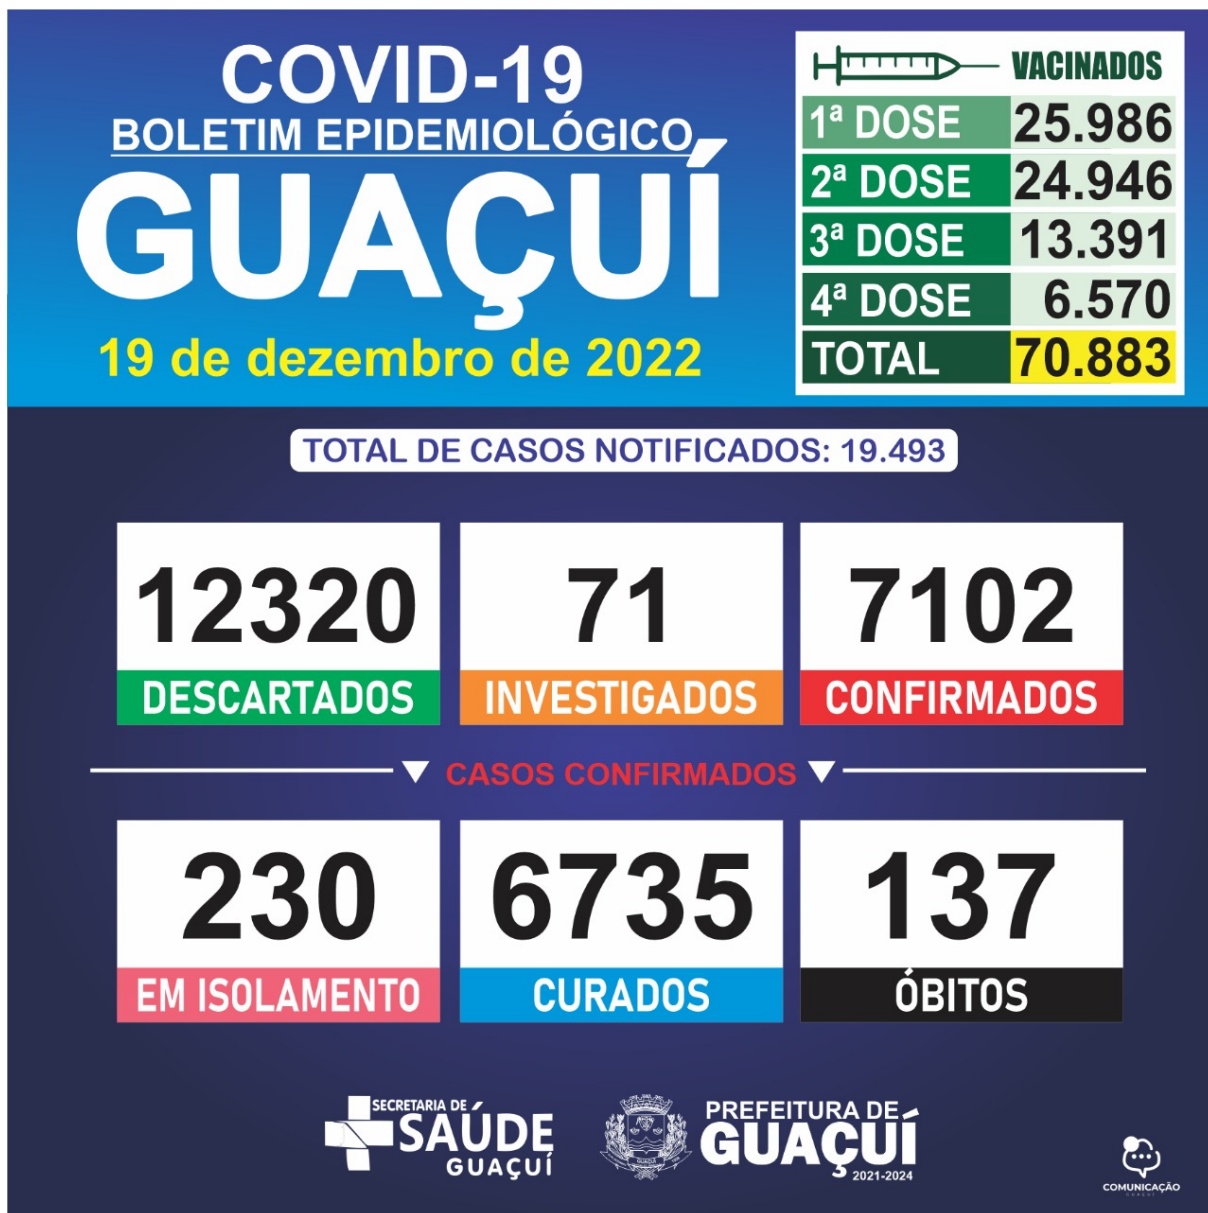 COVID-19
BOLETIM EPIDEMIOLÓGICO
GUAÇUÍ
19 de dezembro de 2022
VACINADOS
1ª DOSE 25.986
2ª DOSE 24.946
3ª DOSE 13.391
4ª DOSE 6.570
TOTAL 70.883
TOTAL DE CASOS NOTIFICADOS: 19.493
12320
DESCARTADOS
71
INVESTIGADOS
7102
CONFIRMADOS
CASOS CONFIRMADOS
230
EM ISOLAMENTO
6735
CURADOS
137
ÓBITOS
SECRETARIA DE
SAÚDE
GUAÇUÍ
PREFEITURA DE
GUAÇUÍ
2021-2024
COMUNICAÇÃO
GUAÇUÍ